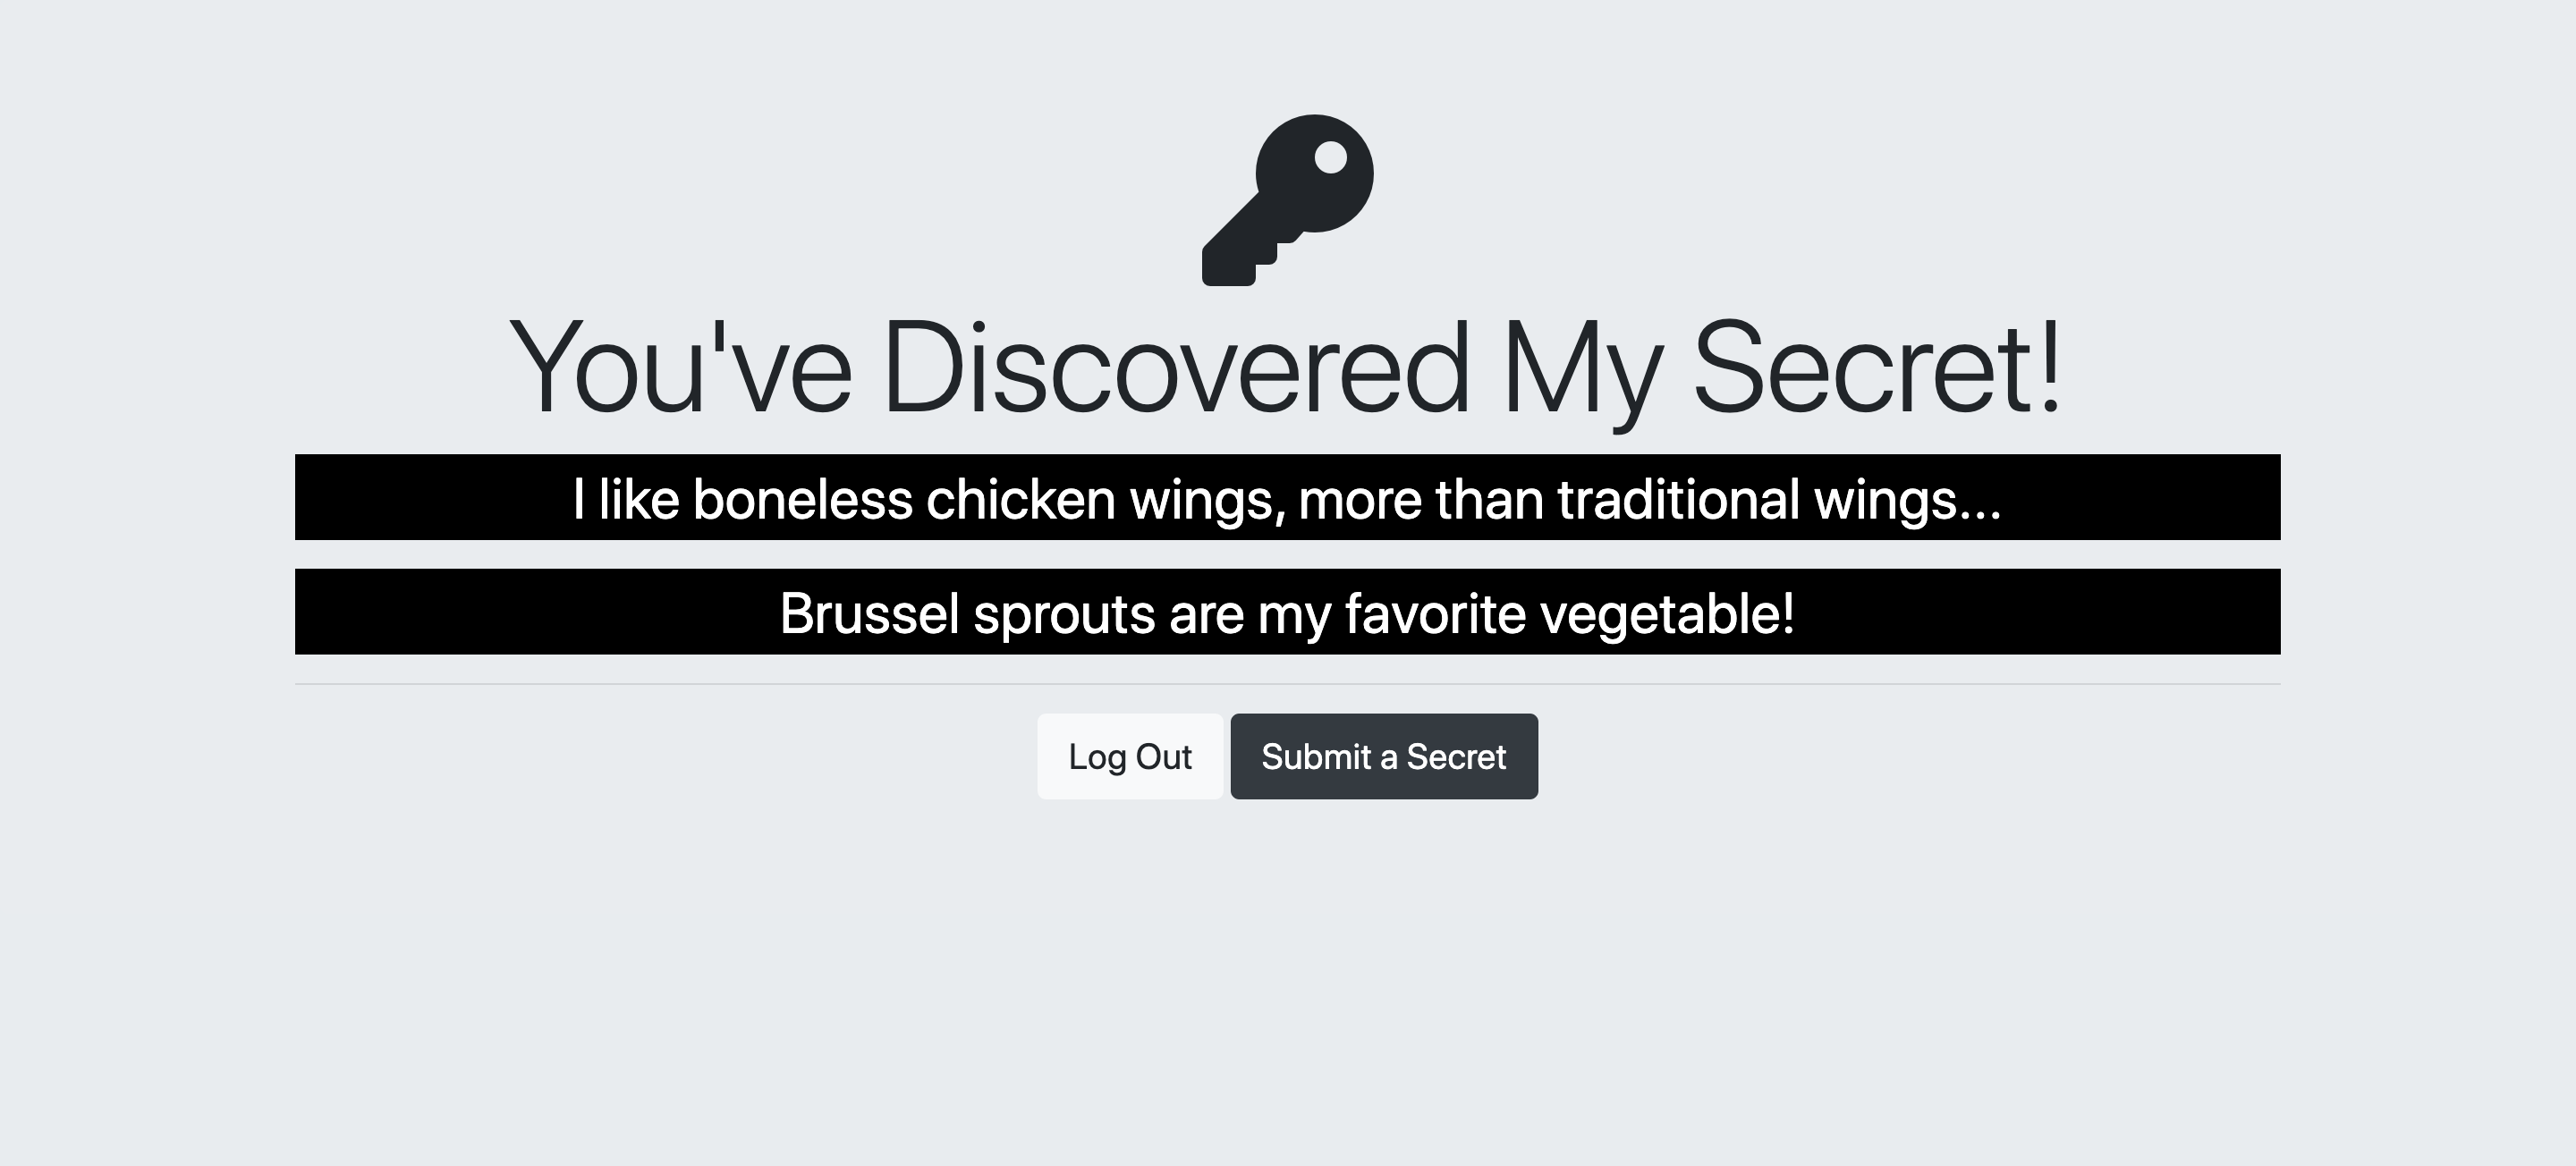 You've Discovered My Secret!
I like boneless chicken wings, more than traditional wings...
Brussel sprouts are my favorite vegetable!
Log Out
Submit a Secret